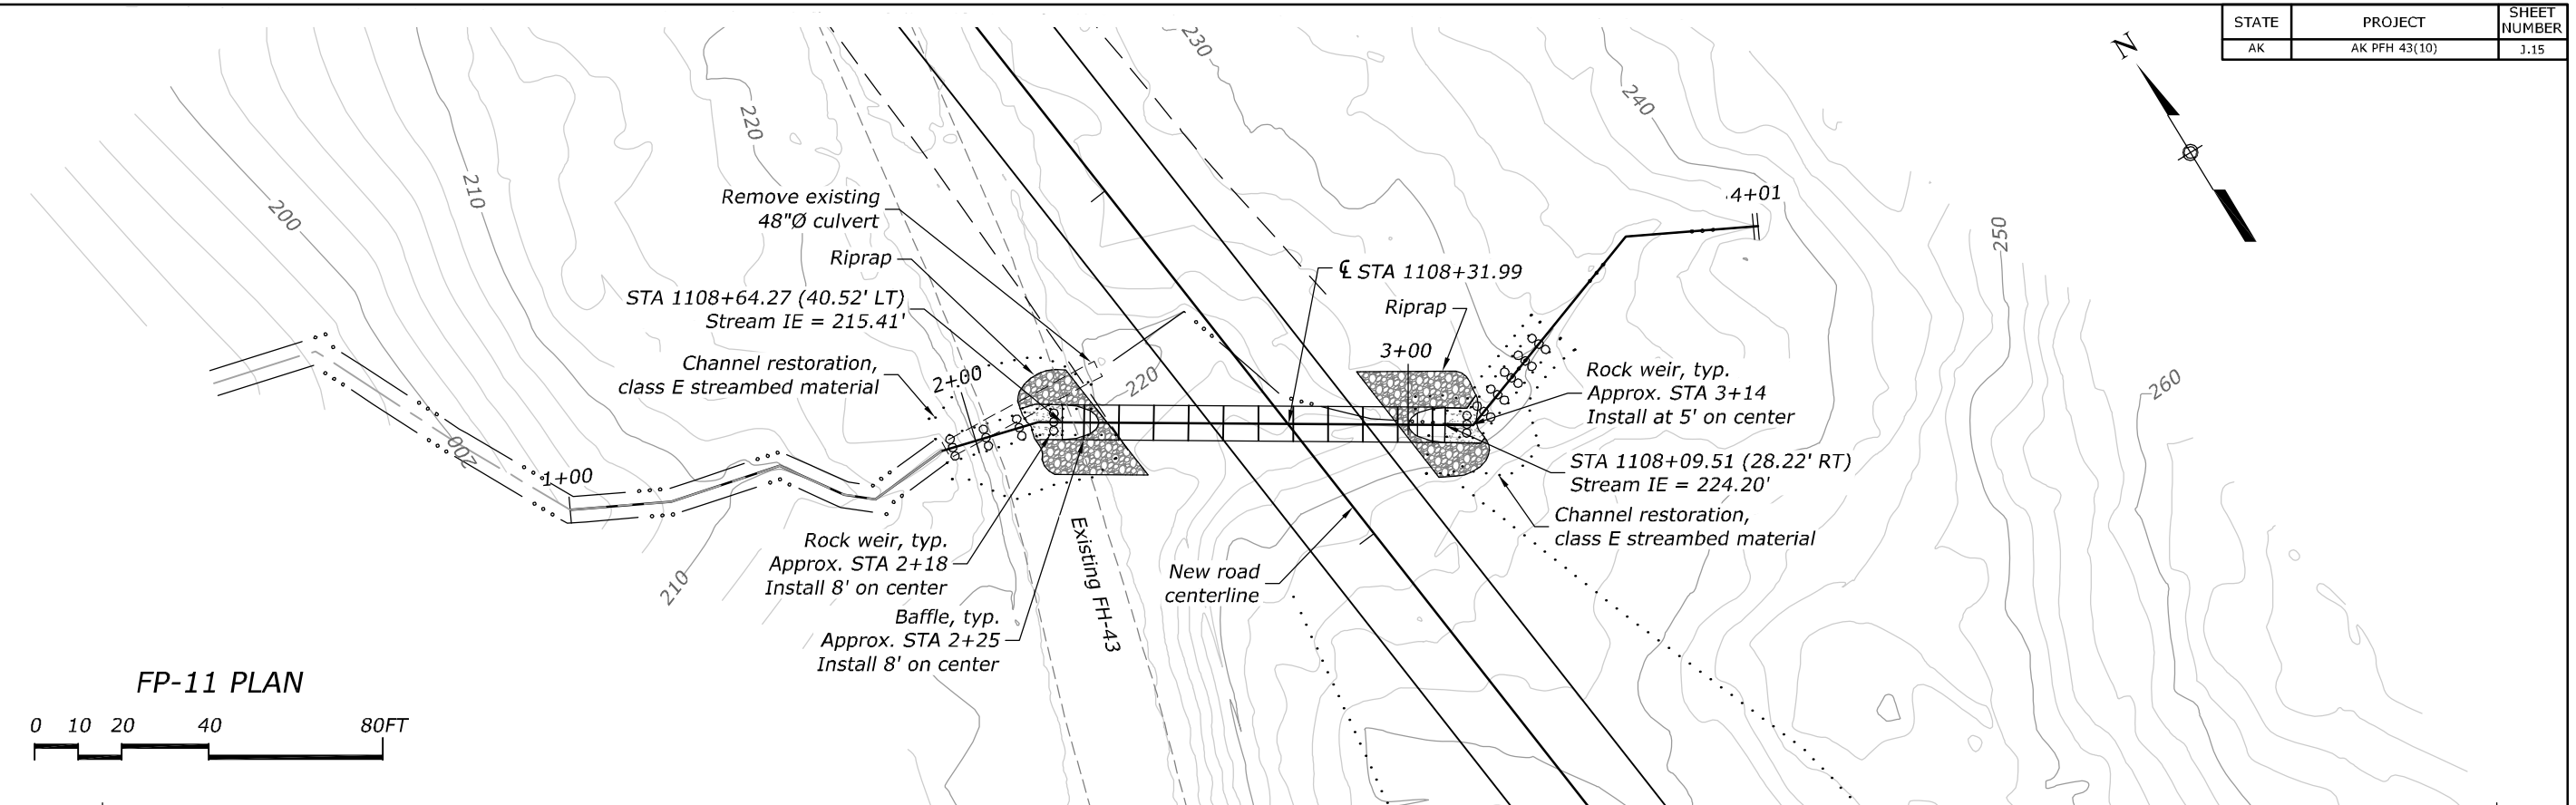 STATE PROJECT SHEET NUMBER
AK AK PFH 43(10) J.15
N
230
240
220
210
200
250
4+01
Remove existing
48"Ø culvert
Riprap
STA 1108+64.27 (40.52' LT)
Stream IE = 215.41'
Channel restoration,
class E streambed material
℄ STA 1108+31.99
Riprap
3+00
2+00
220
Rock weir, typ.
Approx. STA 3+14
Install at 5' on center
260
200
1+00
STA 1108+09.51 (28.22' RT)
Stream IE = 224.20'
Channel restoration,
class E streambed material
Rock weir, typ.
Approx. STA 2+18
Install 8' on center
210
Existing FH-43
New road
centerline
Baffle, typ.
Approx. STA 2+25
Install 8' on center
FP-11 PLAN
0 10 20 40 80FT